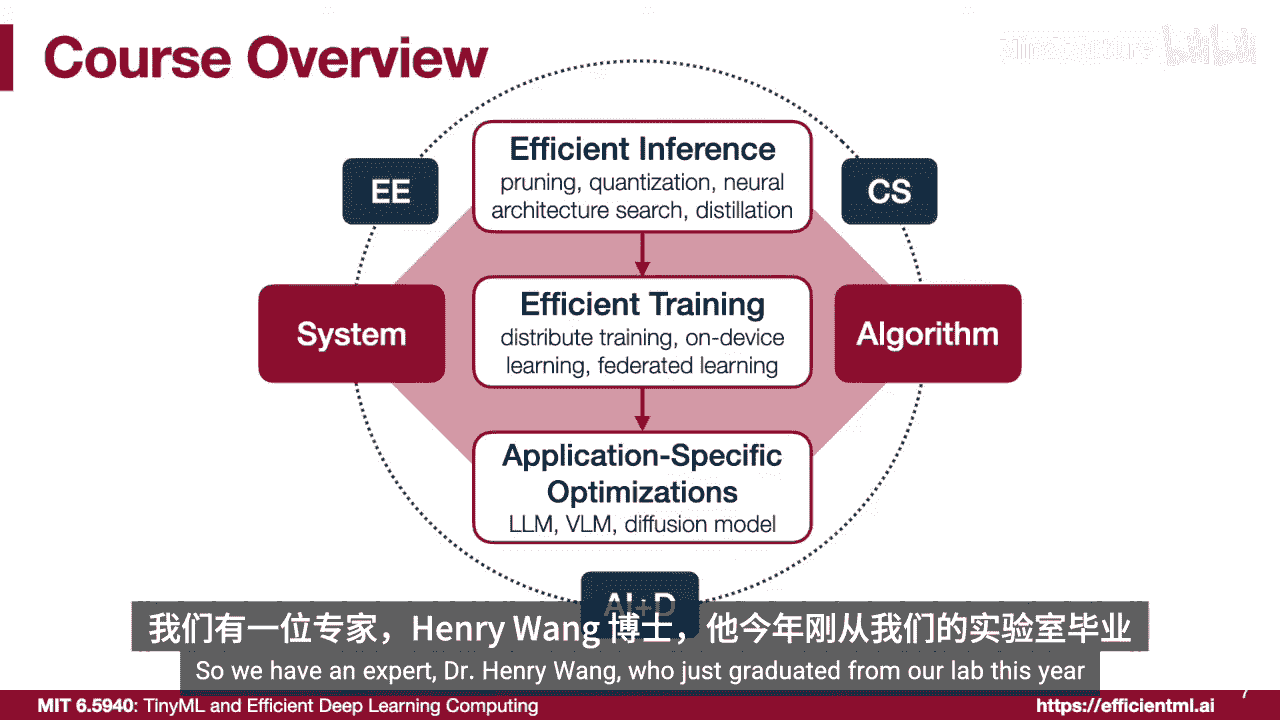 Course Overview
Efficient Inference
pruning, quantization, neural
architecture search, distillation
EE
CS
Efficient Training
distribute training, on-device
learning, federated learning
System
Algorithm
Application-Specific
Optimizations
LLM, VLM, diffusion model
AI+D
我们有一位专家，Henry Wang 博士，他今年刚从我们的实验室毕业
So we have an expert, Dr. Henry Wang, who just graduated from our lab this year
MIT 6.5940: TinyML and Efficient Deep Learning Computing
https://efficientml.ai
7